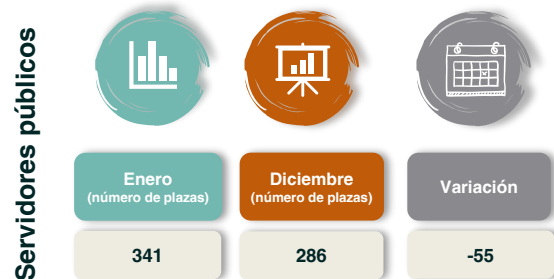 Servidores públicos
Enero
(número de plazas)
Diciembre
(número de plazas)
Variación
341
286
-55